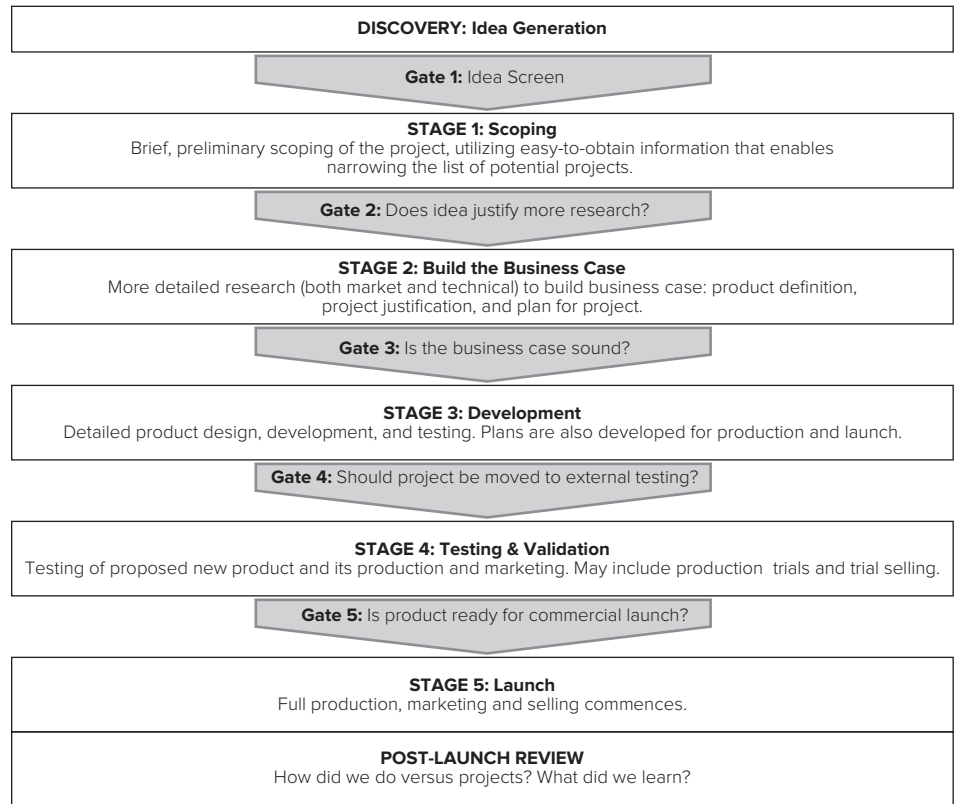 DISCOVERY: Idea Generation
Gate 1: Idea Screen
STAGE 1: Scoping
Brief, preliminary scoping of the project, utilizing easy-to-obtain information that enables
narrowing the list of potential projects.
Gate 2: Does idea justify more research?
STAGE 2: Build the Business Case
More detailed research (both market and technical) to build business case: product definition,
project justification, and plan for project.
Gate 3: Is the business case sound?
STAGE 3: Development
Detailed product design, development, and testing. Plans are also developed for production and launch.
Gate 4: Should project be moved to external testing?
STAGE 4: Testing & Validation
Testing of proposed new product and its production and marketing. May include production trials and trial selling.
Gate 5: Is product ready for commercial launch?
STAGE 5: Launch
Full production, marketing and selling commences.
POST-LAUNCH REVIEW
How did we do versus projects? What did we learn?